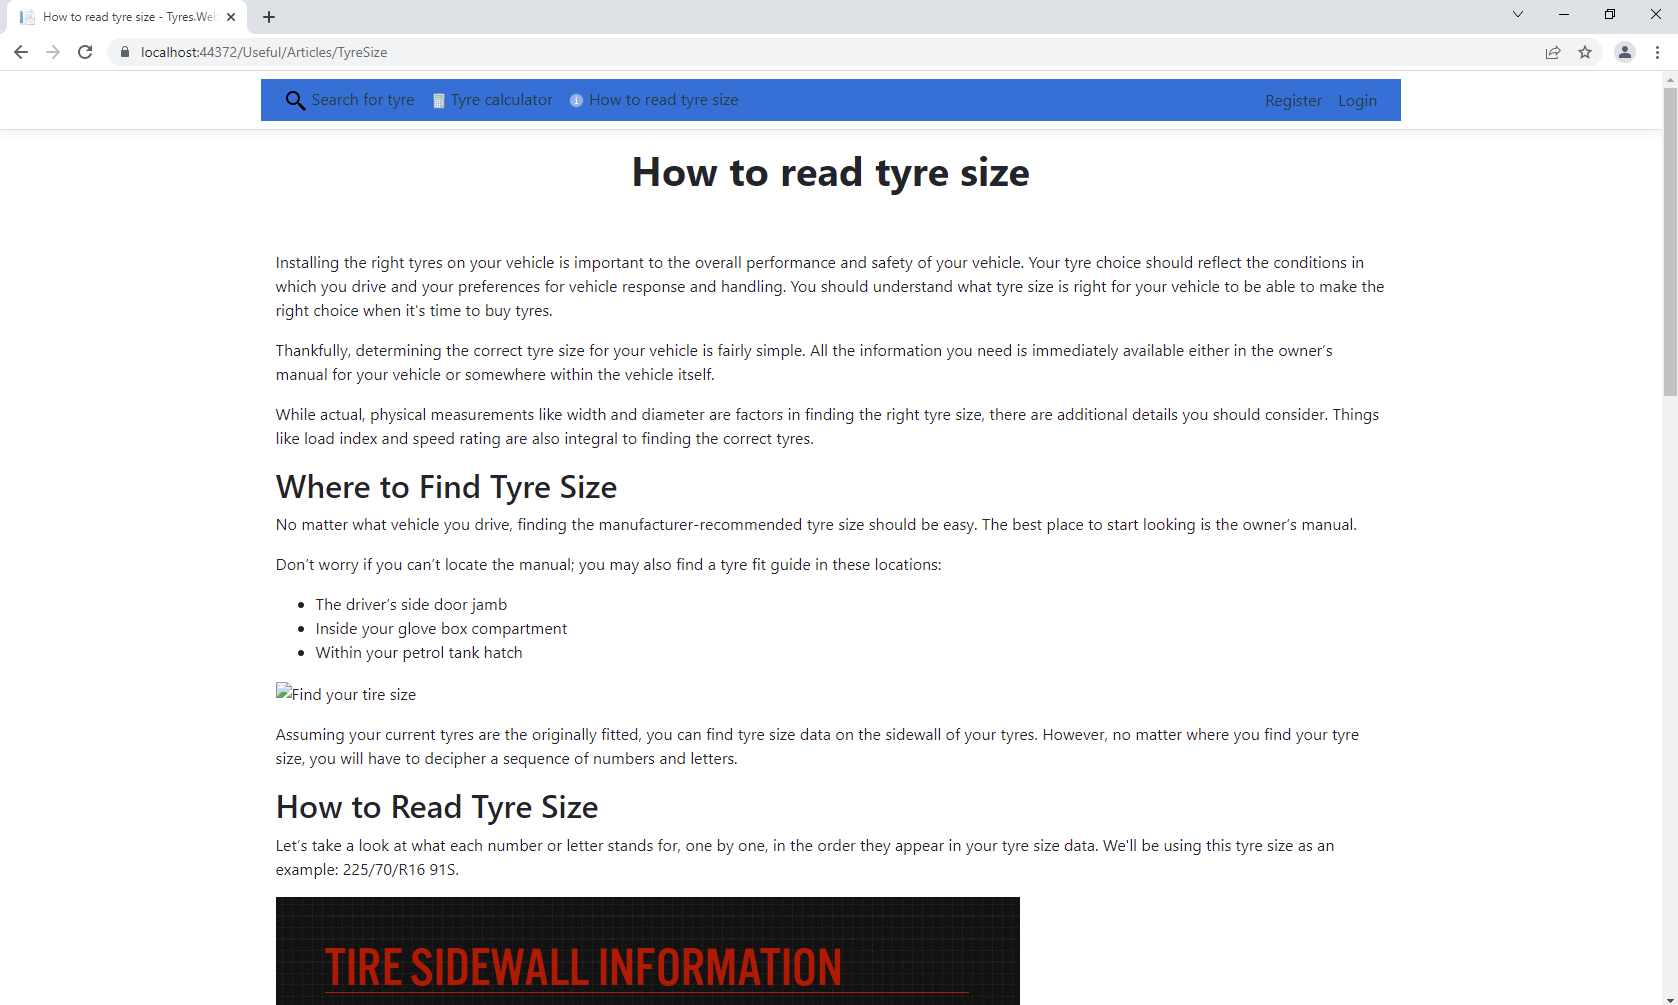 How to read tyre size - Tyres.Web
localhost:44372/Useful/Articles/TyreSize
Search for tyre Tyre calculator How to read tyre size Register Login
How to read tyre size
Installing the right tyres on your vehicle is important to the overall performance and safety of your vehicle. Your tyre choice should reflect the conditions in
which you drive and your preferences for vehicle response and handling. You should understand what tyre size is right for your vehicle to be able to make the
right choice when it's time to buy tyres.
Thankfully, determining the correct tyre size for your vehicle is fairly simple. All the information you need is immediately available either in the owner’s
manual for your vehicle or somewhere within the vehicle itself.
While actual, physical measurements like width and diameter are factors in finding the right tyre size, there are additional details you should consider. Things
like load index and speed rating are also integral to finding the correct tyres.
Where to Find Tyre Size
No matter what vehicle you drive, finding the manufacturer-recommended tyre size should be easy. The best place to start looking is the owner’s manual.
Don’t worry if you can’t locate the manual; you may also find a tyre fit guide in these locations:
• The driver’s side door jamb
• Inside your glove box compartment
• Within your petrol tank hatch
Find your tire size
Assuming your current tyres are the originally fitted, you can find tyre size data on the sidewall of your tyres. However, no matter where you find your tyre
size, you will have to decipher a sequence of numbers and letters.
How to Read Tyre Size
Let’s take a look at what each number or letter stands for, one by one, in the order they appear in your tyre size data. We'll be using this tyre size as an
example: 225/70/R16 91S.
TIRE SIDEWALL INFORMATION